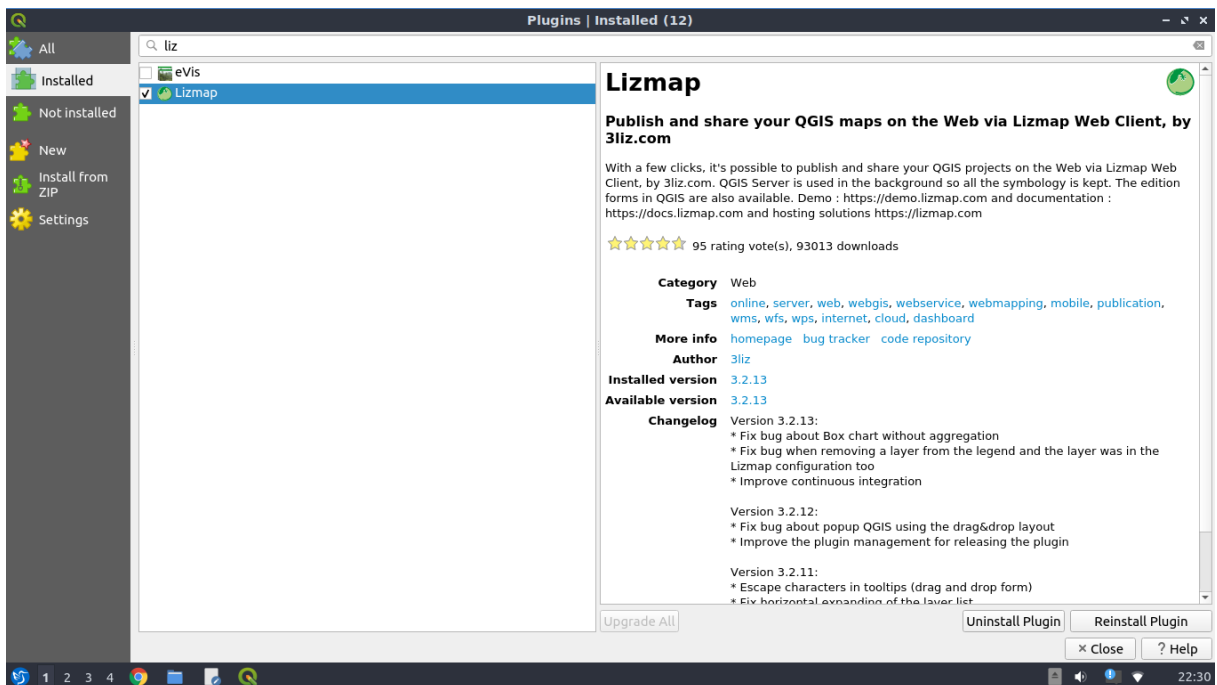 Plugins | Installed (12)
All
Installed
Not installed
New
Install from
ZIP
Settings
liz
eVis
Lizmap
Lizmap
Publish and share your QGIS maps on the Web via Lizmap Web Client, by
3liz.com
With a few clicks, it's possible to publish and share your QGIS projects on the Web via Lizmap Web
Client, by 3liz.com. QGIS Server is used in the background so all the symbology is kept. The edition
forms in QGIS are also available. Demo : https://demo.lizmap.com and documentation :
https://docs.lizmap.com and hosting solutions https://lizmap.com
95 rating vote(s), 93013 downloads
Category Web
Tags online, server, web, webgis, webservice, webmapping, mobile, publication,
wms, wfs, wps, internet, cloud, dashboard
More info homepage bug tracker code repository
Author 3liz
Installed version 3.2.13
Available version 3.2.13
Changelog Version 3.2.13:
* Fix bug about Box chart without aggregation
* Fix bug when removing a layer from the legend and the layer was in the
Lizmap configuration too
* Improve continuous integration
Version 3.2.12:
* Fix bug about popup QGIS using the drag&drop layout
* Improve the plugin management for releasing the plugin
Version 3.2.11:
* Escape characters in tooltips (drag and drop form)
* Fix horizontal expanding of the layer list
Upgrade All
Uninstall Plugin
Reinstall Plugin
× Close
? Help
1 2 3 4
22:30